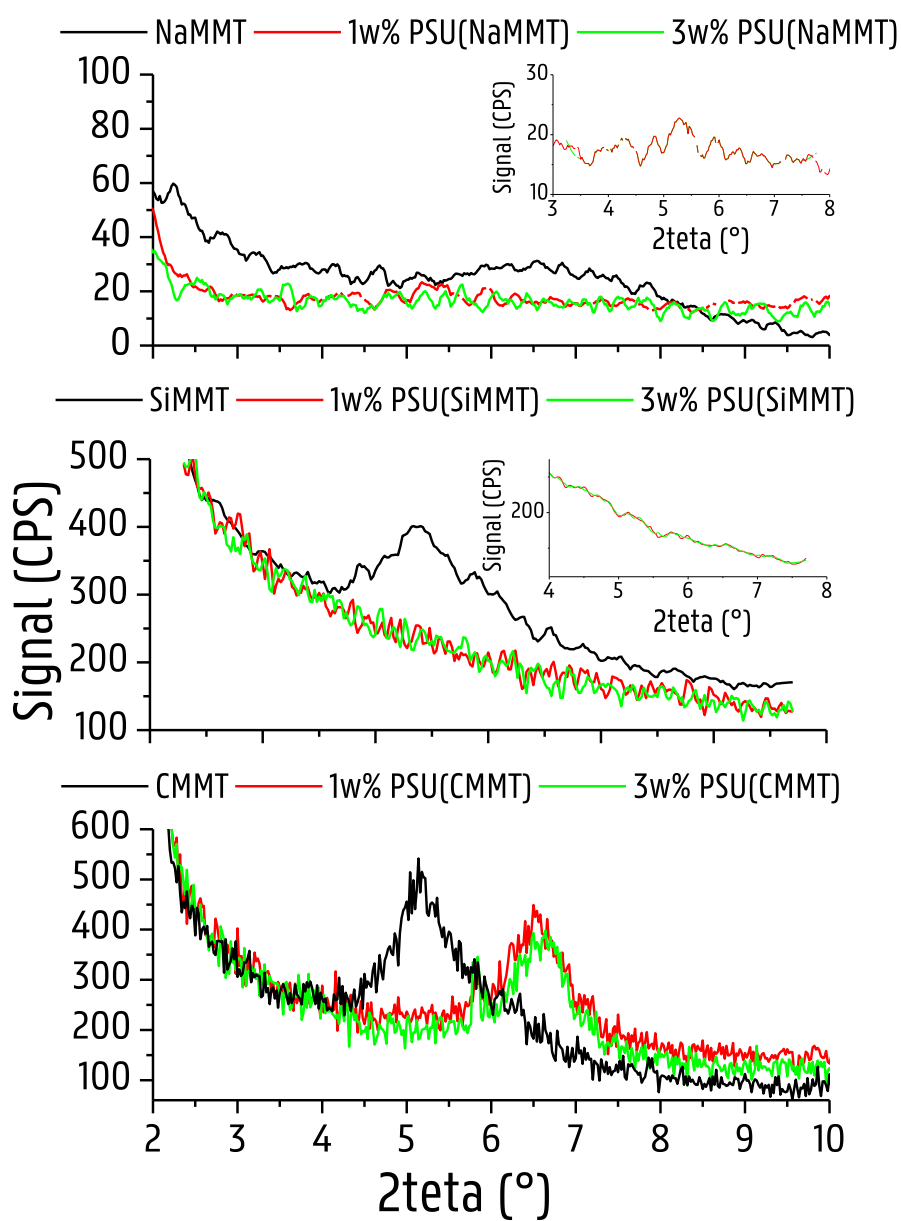 NaMMT 1w% PSU(NaMMT) 3w% PSU(NaMMT)
100
80
60
40
20
0
30
20
10
Signal (CPS)
3 4 5 6 7 8
2teta (°)
SiMMT 1w% PSU(SiMMT) 3w% PSU(SiMMT)
500
400
300
200
100
Signal (CPS)
200
Signal (CPS)
4 5 6 7 8
2teta (°)
CMMT 1w% PSU(CMMT) 3w% PSU(CMMT)
600
500
400
300
200
100
2 2 3 4 5 6 7 8 9 10
2teta (°)